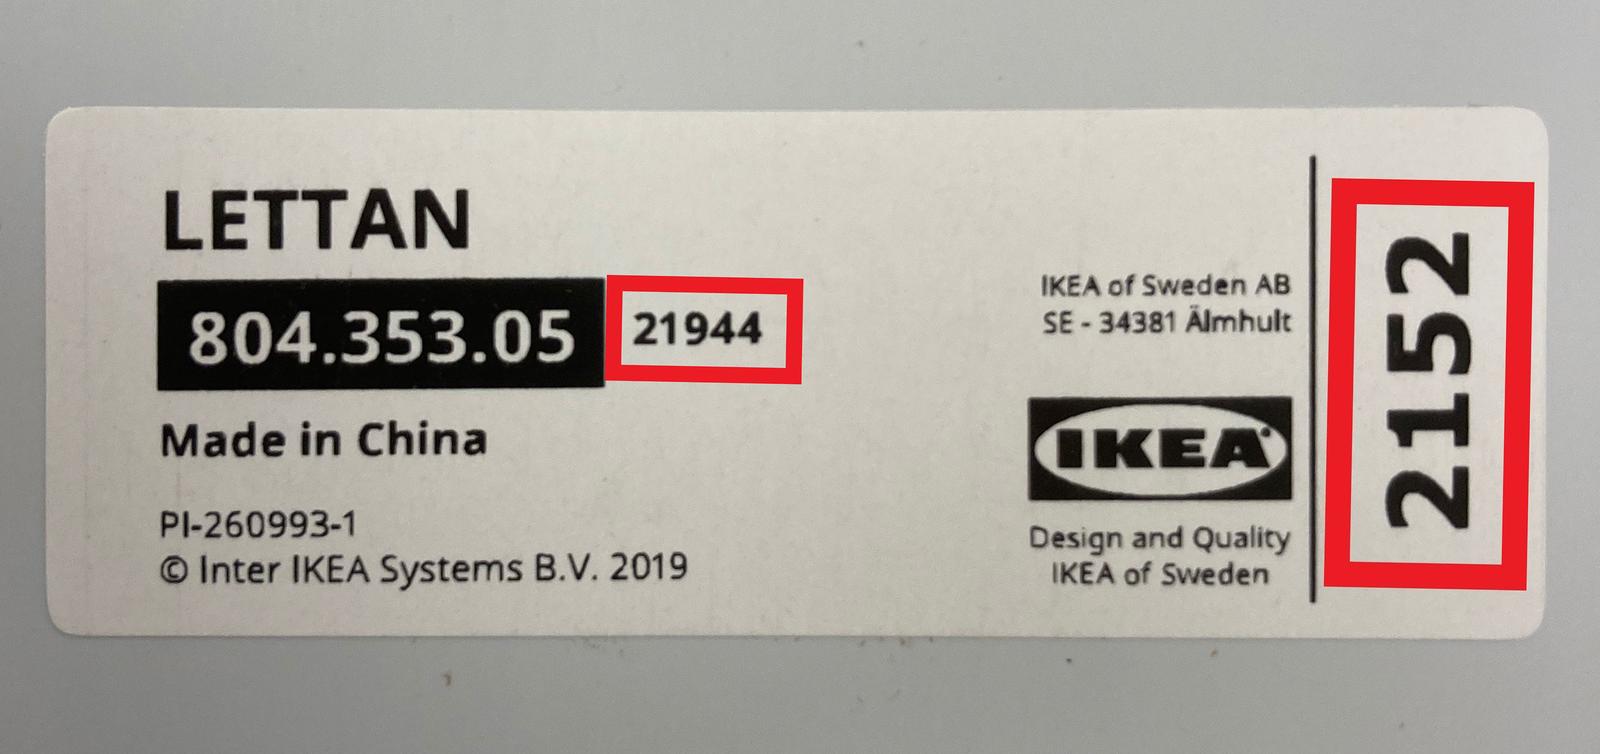 LETTAN
804.353.05 21944
Made in China
PI-260993-1
© Inter IKEA Systems B.V. 2019
IKEA of Sweden AB
SE - 34381 Älmhult
IKEA
Design and Quality
IKEA of Sweden
2152